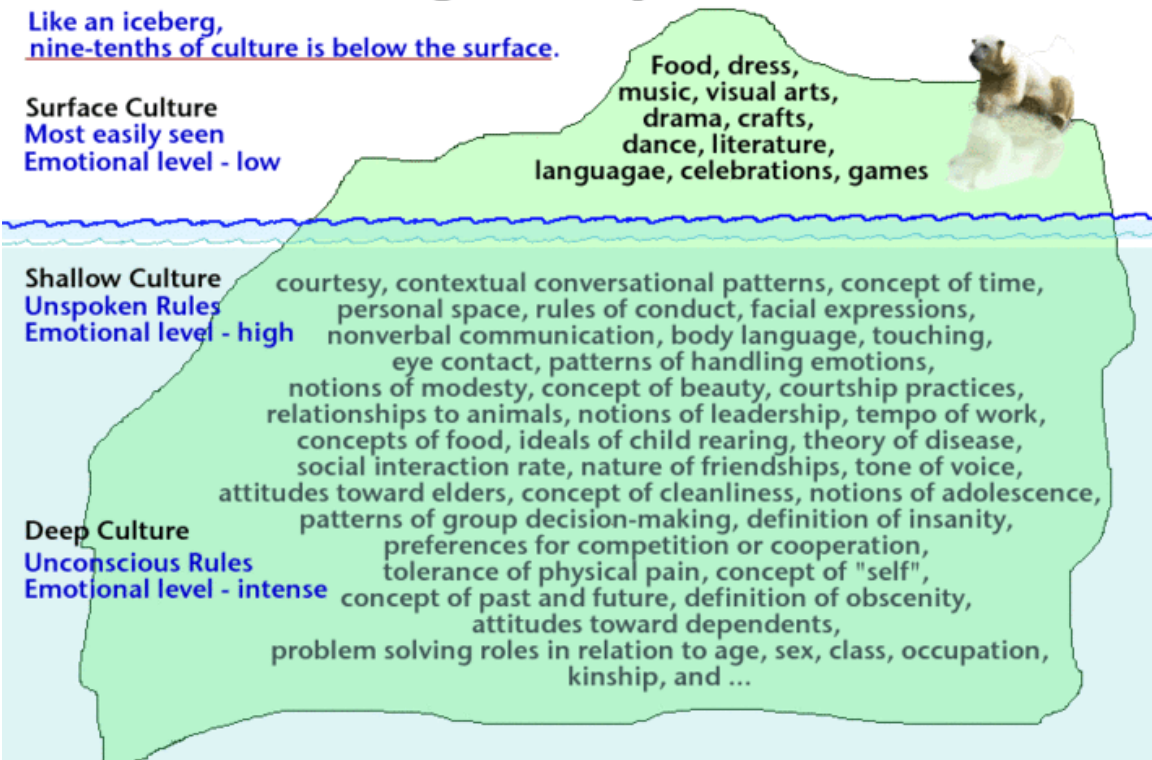 Like an iceberg,
nine-tenths of culture is below the surface.
Surface Culture
Most easily seen
Emotional level - low
Food, dress,
music, visual arts,
drama, crafts,
dance, literature,
languagae, celebrations, games
Shallow Culture
Unspoken Rules
Emotional level - high
courtesy, contextual conversational patterns, concept of time,
personal space, rules of conduct, facial expressions,
nonverbal communication, body language, touching,
eye contact, patterns of handling emotions,
notions of modesty, concept of beauty, courtship practices,
relationships to animals, notions of leadership, tempo of work,
concepts of food, ideals of child rearing, theory of disease,
social interaction rate, nature of friendships, tone of voice,
attitudes toward elders, concept of cleanliness, notions of adolescence,
patterns of group decision-making, definition of insanity,
preferences for competition or cooperation,
tolerance of physical pain, concept of "self",
concept of past and future, definition of obscenity,
attitudes toward dependents,
problem solving roles in relation to age, sex, class, occupation,
kinship, and ...
Deep Culture
Unconscious Rules
Emotional level - intense